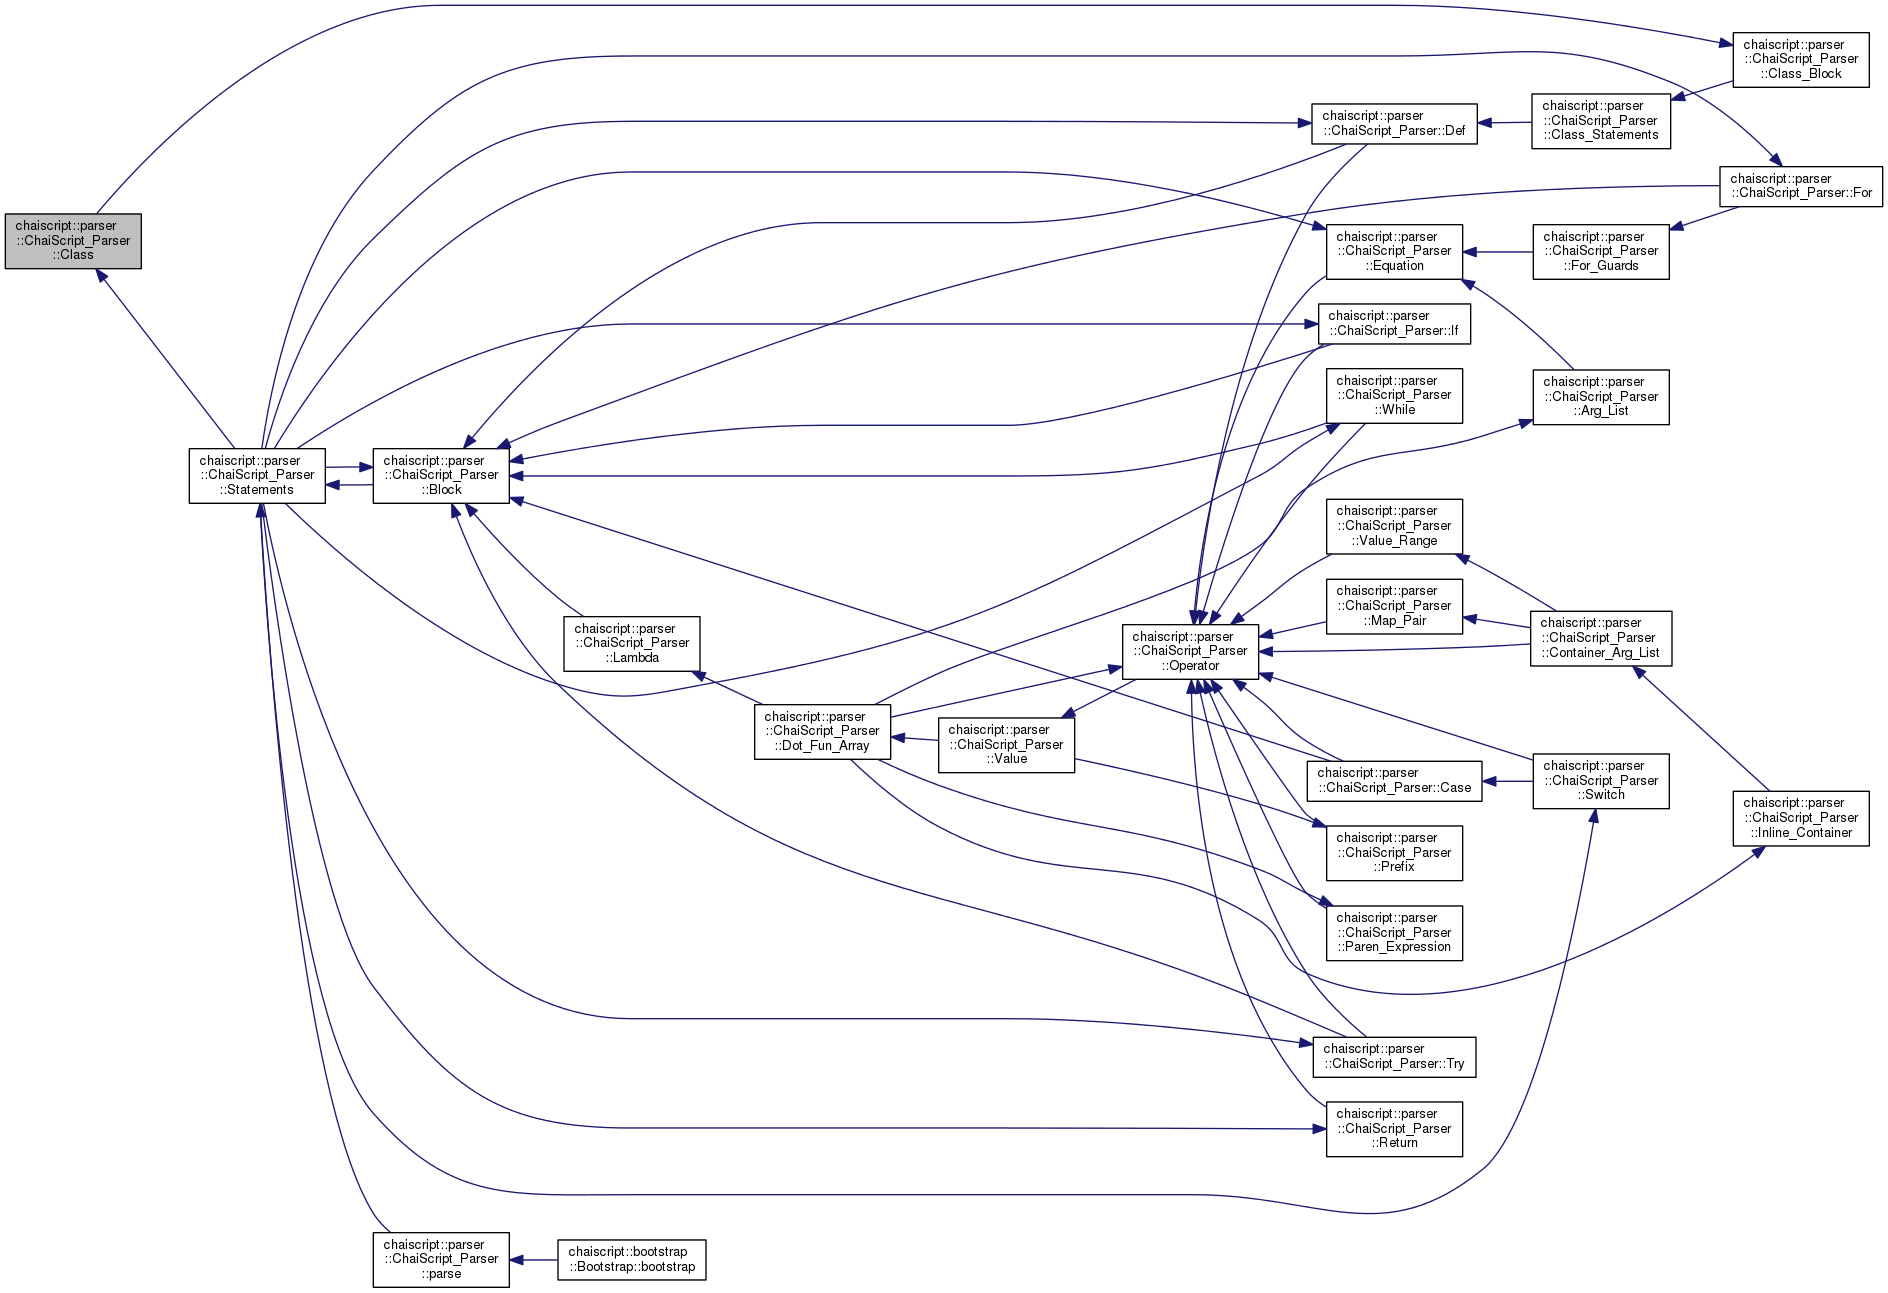 chaiscript::parser
::ChaiScript_Parser
::Class_Block
chaiscript::parser
::ChaiScript_Parser
::Class_Statements
chaiscript::parser
::ChaiScript_Parser::Def
chaiscript::parser
::ChaiScript_Parser::For
chaiscript::parser
::ChaiScript_Parser
::Class
chaiscript::parser
::ChaiScript_Parser
::Equation
chaiscript::parser
::ChaiScript_Parser
::For_Guards
chaiscript::parser
::ChaiScript_Parser::If
chaiscript::parser
::ChaiScript_Parser
::While
chaiscript::parser
::ChaiScript_Parser
::Arg_List
chaiscript::parser
::ChaiScript_Parser
::Statements
chaiscript::parser
::ChaiScript_Parser
::Block
chaiscript::parser
::ChaiScript_Parser
::Value_Range
chaiscript::parser
::ChaiScript_Parser
::Map_Pair
chaiscript::parser
::ChaiScript_Parser
::Container_Arg_List
chaiscript::parser
::ChaiScript_Parser
::Lambda
chaiscript::parser
::ChaiScript_Parser
::Operator
chaiscript::parser
::ChaiScript_Parser
::Dot_Fun_Array
chaiscript::parser
::ChaiScript_Parser
::Value
chaiscript::parser
::ChaiScript_Parser::Case
chaiscript::parser
::ChaiScript_Parser
::Switch
chaiscript::parser
::ChaiScript_Parser
::Inline_Container
chaiscript::parser
::ChaiScript_Parser
::Prefix
chaiscript::parser
::ChaiScript_Parser
::Paren_Expression
chaiscript::parser
::ChaiScript_Parser::Try
chaiscript::parser
::ChaiScript_Parser
::Return
chaiscript::parser
::ChaiScript_Parser
::parse
chaiscript::bootstrap
::Bootstrap::bootstrap